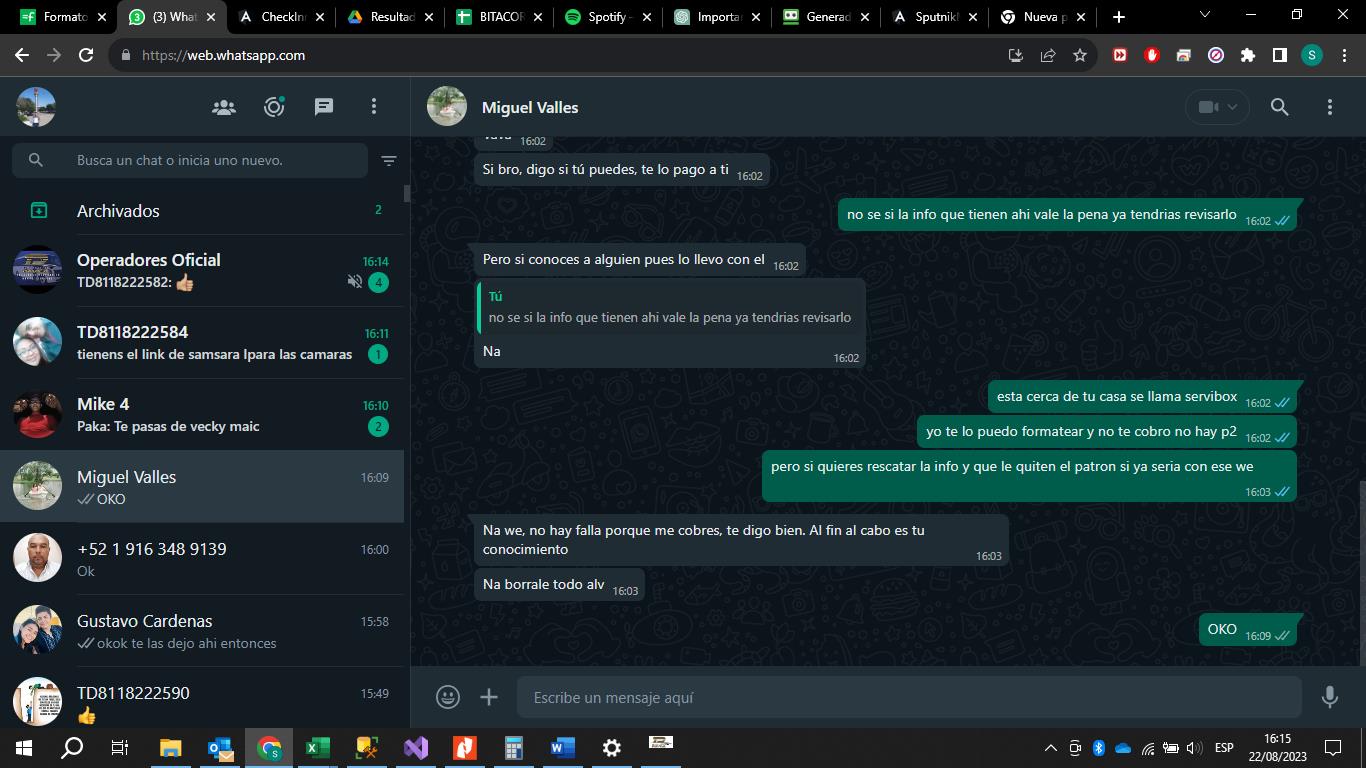 Formato
(3) What
CheckIn
Resultad
BITACOR
Spotify -
Importa
Generad
Sputnik
Nueva p
https://web.whatsapp.com
S
Busca un chat o inicia uno nuevo.
Archivados
2
Operadores Oficial
16:14
TD8118222582: 👍🏼
4
TD8118222584
16:11
tienens el link de samsara lpara las camaras
1
Mike 4
16:10
Paka: Te pasas de vecky maic
2
Miguel Valles
16:09
OKO
+52 1 916 348 9139
16:00
Ok
Gustavo Cardenas
15:58
okok te las dejo ahi entonces
TD8118222590
15:49
👍
Miguel Valles
16:02
Si bro, digo si tú puedes, te lo pago a ti 16:02
no se si la info que tienen ahi vale la pena ya tendrias revisarlo 16:02
Pero si conoces a alguien pues lo llevo con el 16:02
Tú
no se si la info que tienen ahi vale la pena ya tendrias revisarlo
Na
16:02
esta cerca de tu casa se llama servibox 16:02
yo te lo puedo formatear y no te cobro no hay p2 16:02
pero si quieres rescatar la info y que le quiten el patron si ya seria con ese we
16:03
Na we, no hay falla porque me cobres, te digo bien. Al fin al cabo es tu
conocimiento
16:03
Na borrale todo alv 16:03
OKO 16:09
Escribe un mensaje aquí
ESP
16:15
22/08/2023